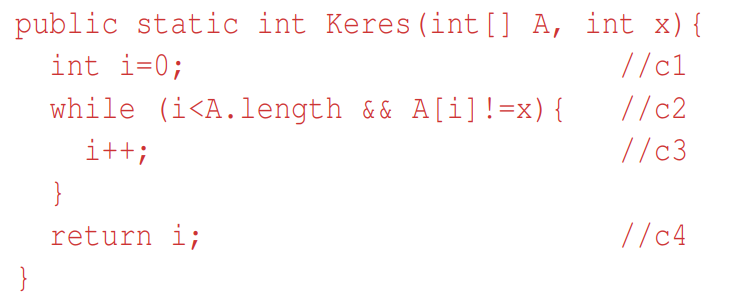 public static int Keres(int[] A, int x){
int i=0; //c1
while (i<A.length && A[i]!=x){ //c2
i++; //c3
}
return i; //c4
}